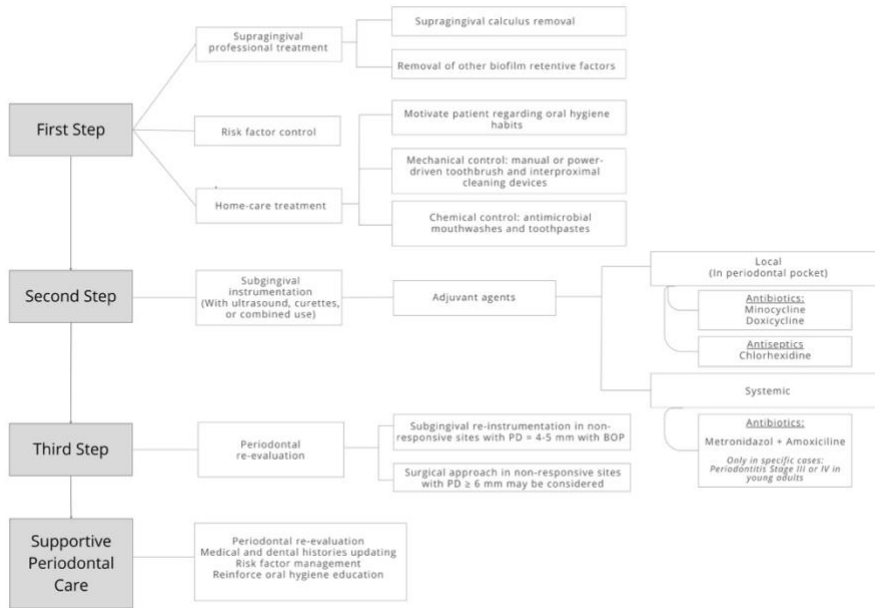 Supragingival
professional treatment
Supragingival calculus removal
Removal of other biofilm retentive factors
First Step
Risk factor control
Motivate patient regarding oral hygiene
habits
Mechanical control: manual or power-
driven toothbrush and interproximal
cleaning devices
Home-care treatment
Chemical control: antimicrobial
mouthwashes and toothpastes
Second Step
Subgingival
instrumentation
(With ultrasound, curettes,
or combined use)
Adjuvant agents
Local
(In periodontal pocket)
Antibiotics:
Minocycline
Doxicycline
Antiseptics
Chlorhexidine
Systemic
Antibiotics:
Metronidazol + Amoxiciline
Only in specific cases:
Periodontitis Stage III or IV in
young adults
Third Step
Periodontal
re-evaluation
Subgingival re-instrumentation in non-
responsive sites with PD = 4-5 mm with BOP
Surgical approach in non-responsive sites
with PD ≥ 6 mm may be considered
Supportive
Periodontal
Care
Periodontal re-evaluation
Medical and dental histories updating
Risk factor management
Reinforce oral hygiene education